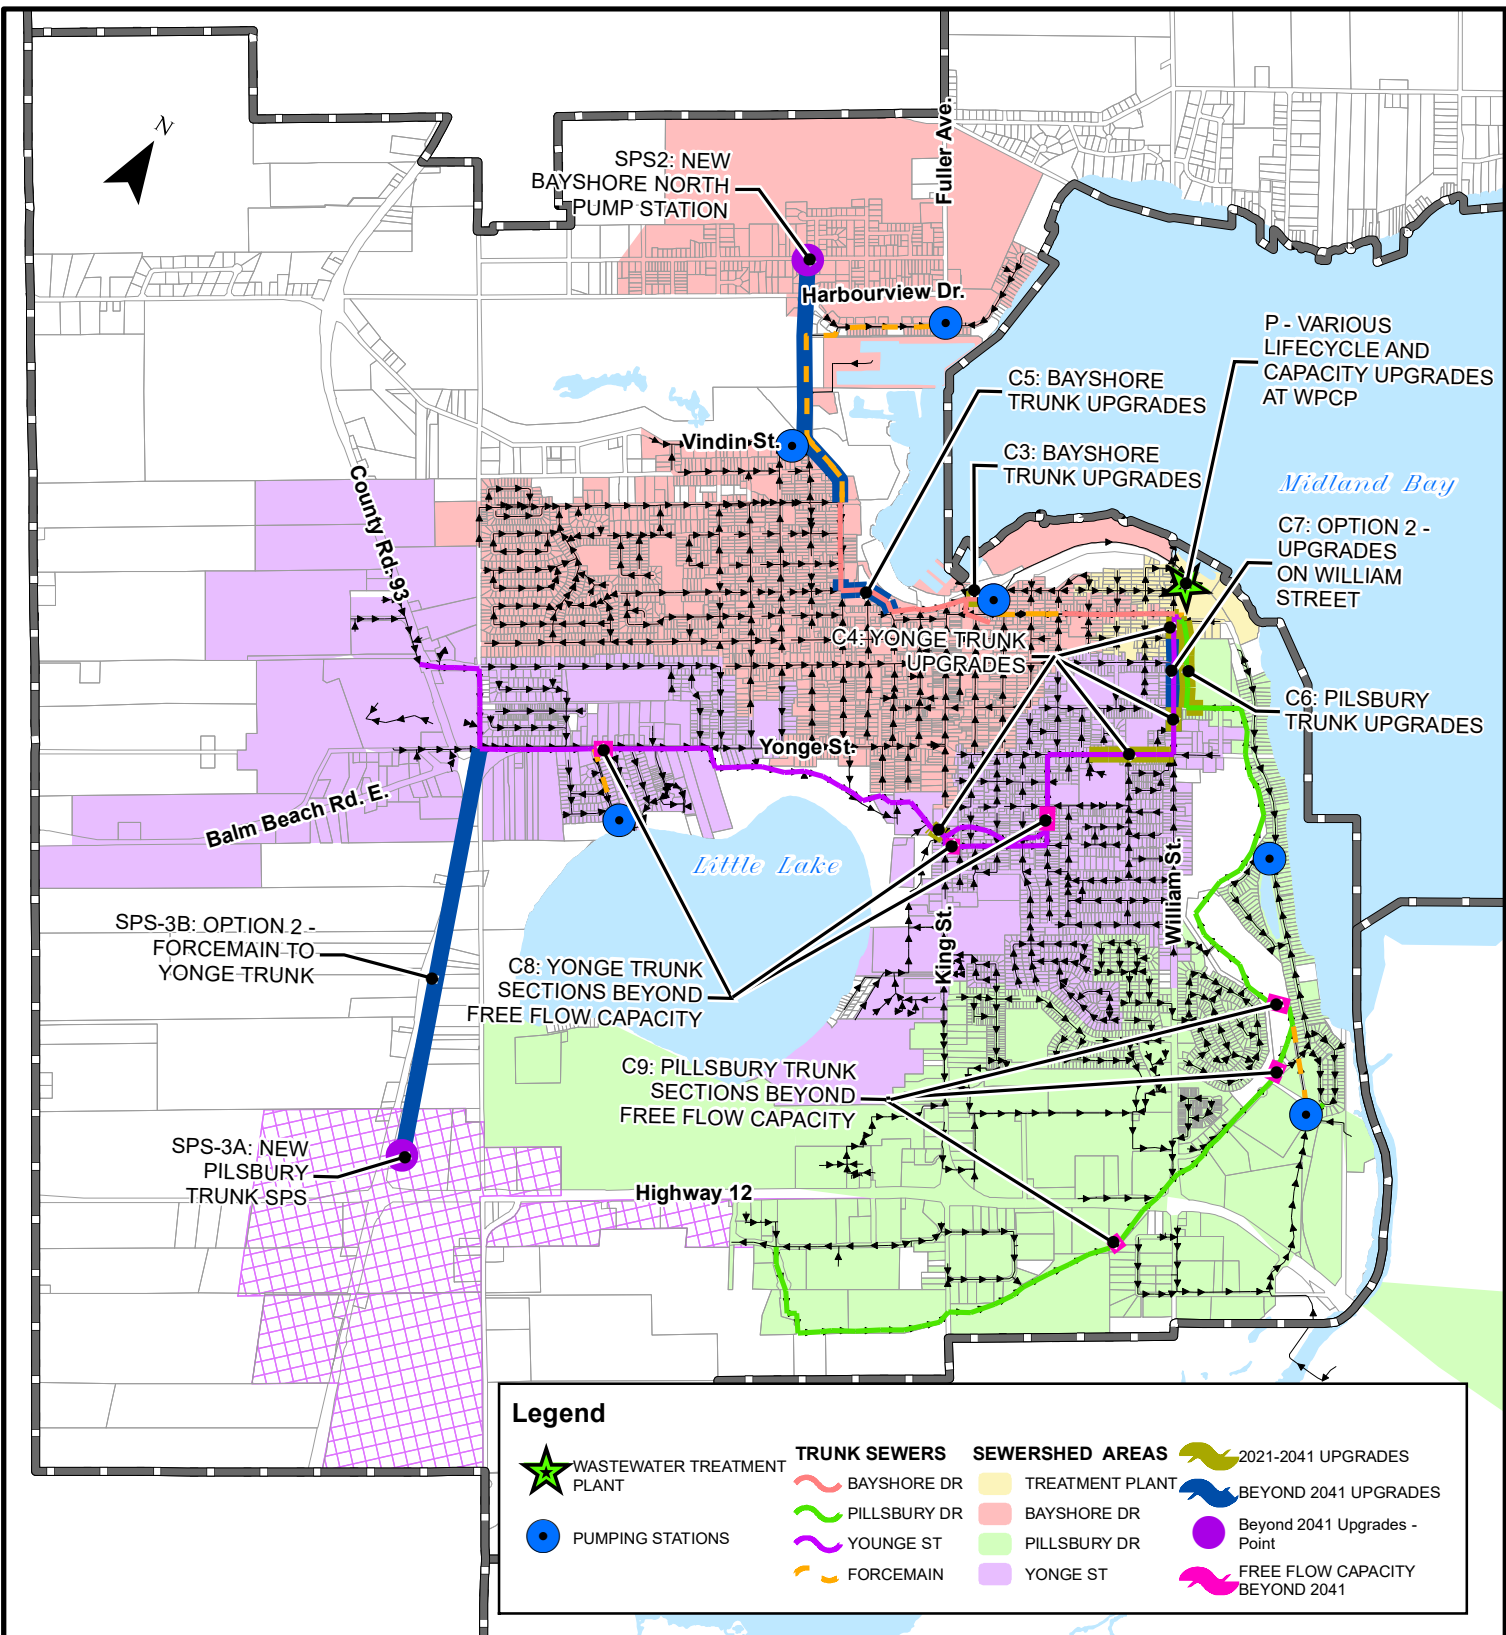 N
Fuller Ave.
SPS2: NEW
BAYSHORE NORTH
PUMP STATION
Harbourview Dr.
P - VARIOUS
LIFECYCLE AND
CAPACITY UPGRADES
AT WPCP
C5: BAYSHORE
TRUNK UPGRADES
Vindin St.
C3: BAYSHORE
TRUNK UPGRADES
Midland Bay
County Rd. 93
C7: OPTION 2 -
UPGRADES
ON WILLIAM
STREET
C4: YONGE TRUNK
UPGRADES
C6: PILSBURY
TRUNK UPGRADES
Yonge St.
Balm Beach Rd. E.
Little Lake
William St.
King St.
SPS-3B: OPTION 2 -
FORCEMAIN TO
YONGE TRUNK
C8: YONGE TRUNK
SECTIONS BEYOND
FREE FLOW CAPACITY
C9: PILLSBURY TRUNK
SECTIONS BEYOND
FREE FLOW CAPACITY
SPS-3A: NEW
PILSBURY
TRUNK SPS
Highway 12
Legend
WASTEWATER TREATMENT
PLANT
PUMPING STATIONS
TRUNK SEWERS
BAYSHORE DR
PILLSBURY DR
YOUNGE ST
FORCEMAIN
SEWERSHED AREAS
TREATMENT PLANT
BAYSHORE DR
PILLSBURY DR
YONGE ST
2021-2041 UPGRADES
BEYOND 2041 UPGRADES
Beyond 2041 Upgrades -
Point
FREE FLOW CAPACITY
BEYOND 2041